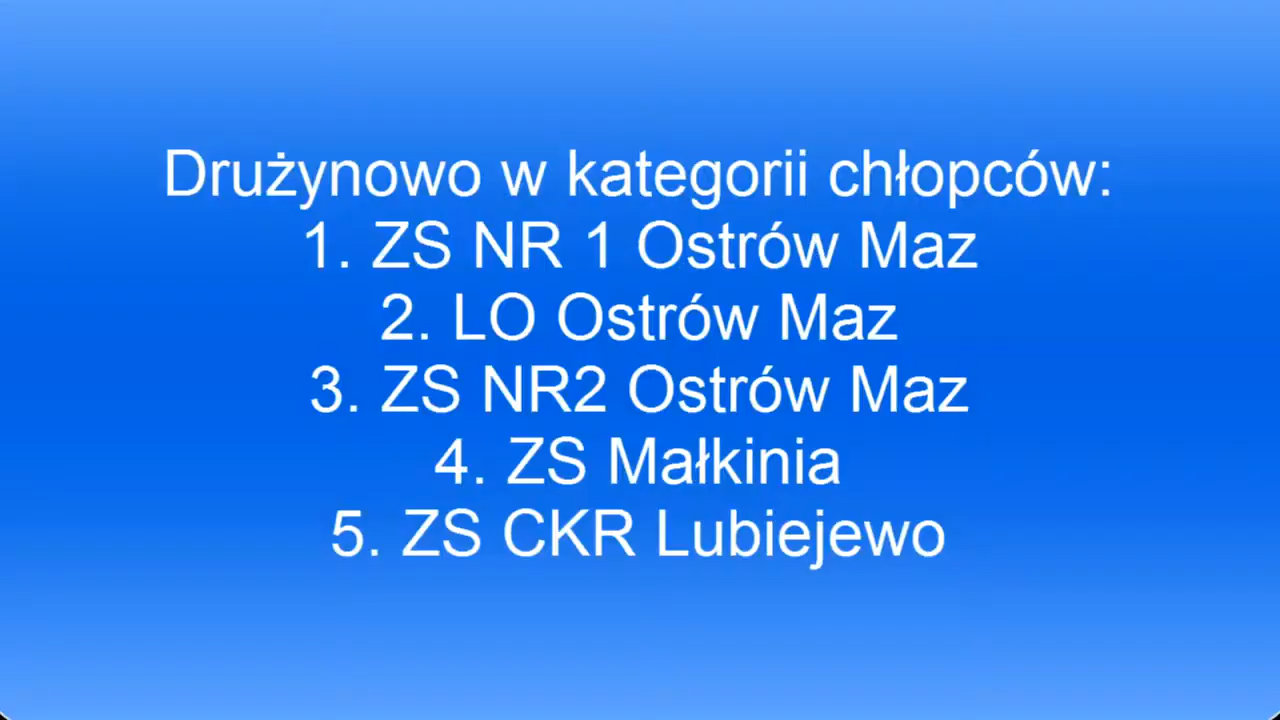 Drużynowo w kategorii chłopców:
1. ZS NR 1 Ostrów Maz
2. LO Ostrów Maz
3. ZS NR2 Ostrów Maz
4. ZS Małkinia
5. ZS CKR Lubiejewo